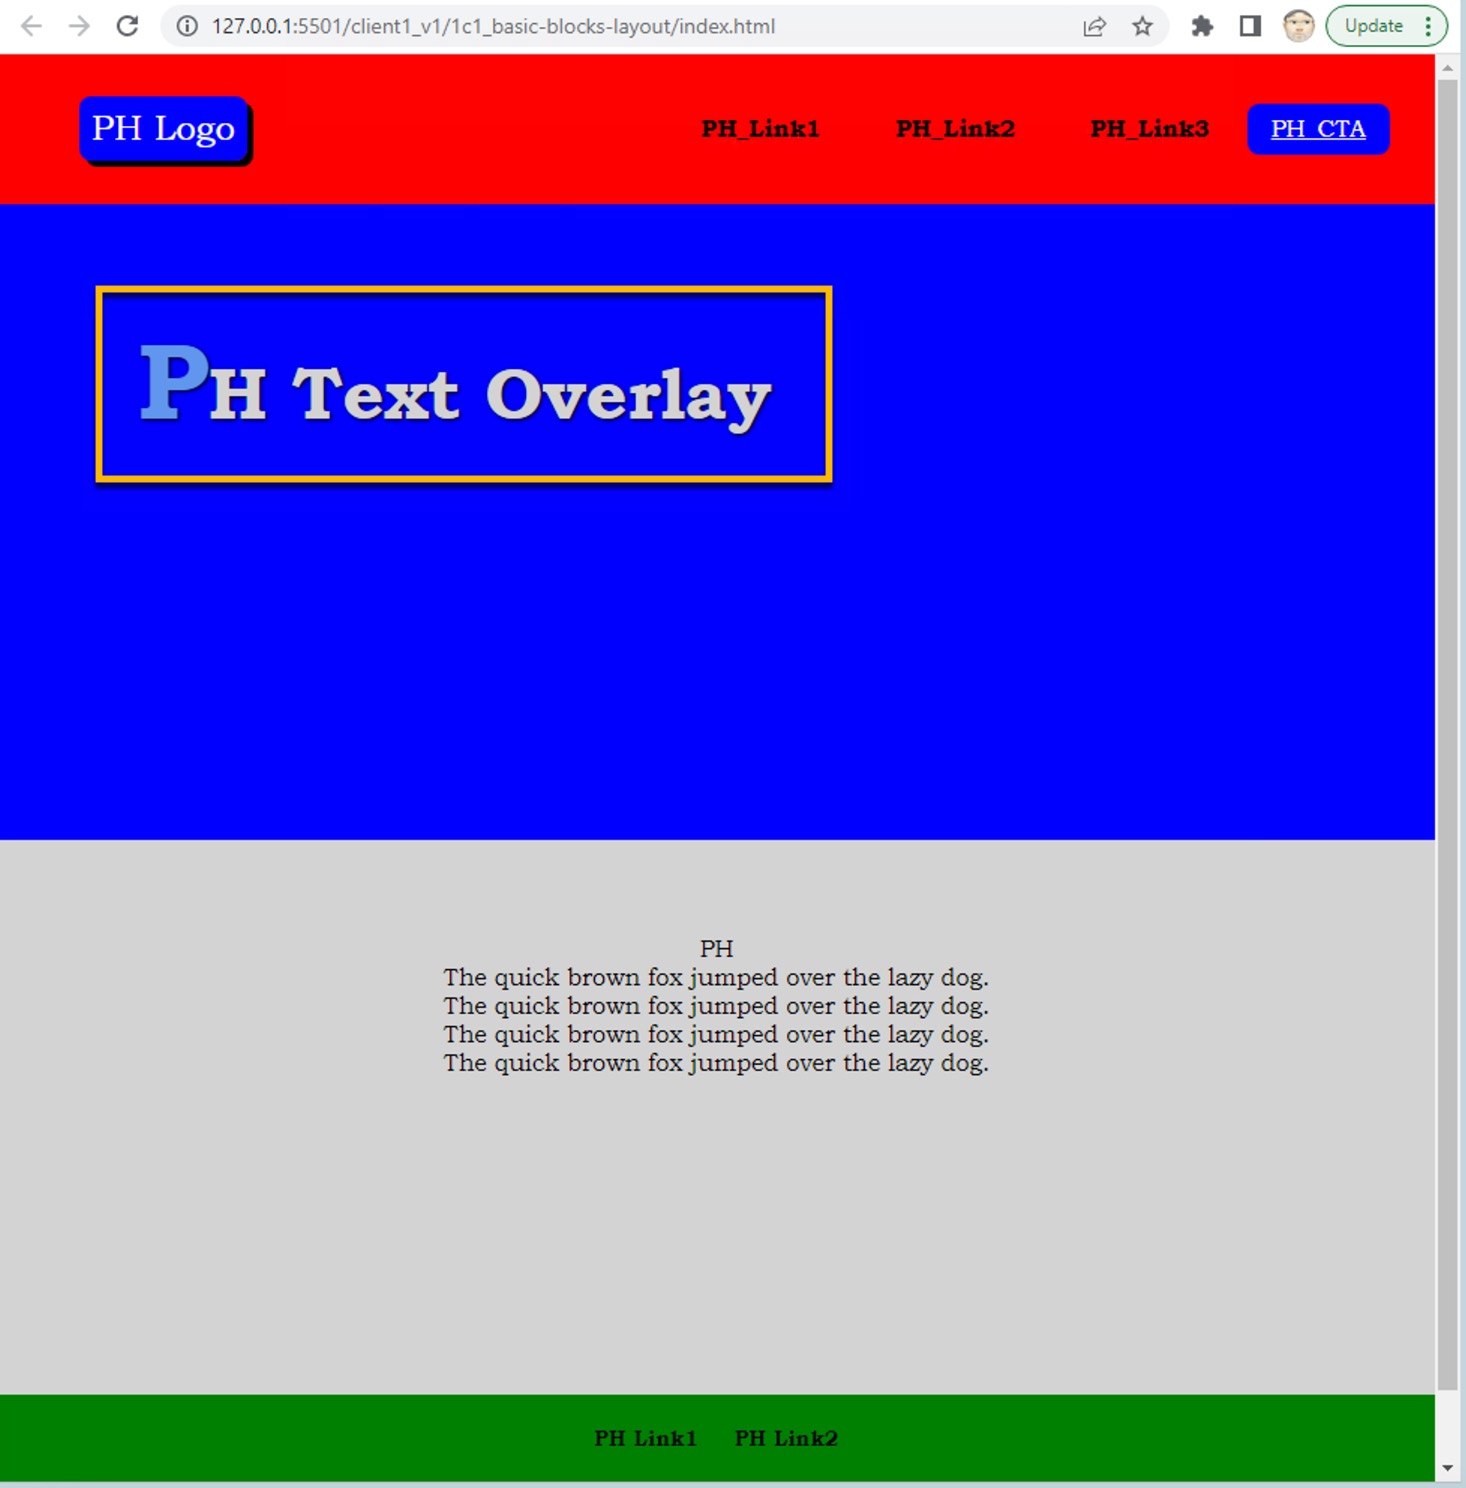 127.0.0.1:5501/client1_v1/1c1_basic-blocks-layout/index.html
Update
PH Logo
PH_Link1 PH_Link2 PH_Link3 PH_CTA
PH Text Overlay
PH
The quick brown fox jumped over the lazy dog.
The quick brown fox jumped over the lazy dog.
The quick brown fox jumped over the lazy dog.
The quick brown fox jumped over the lazy dog.
PH Link1 PH Link2